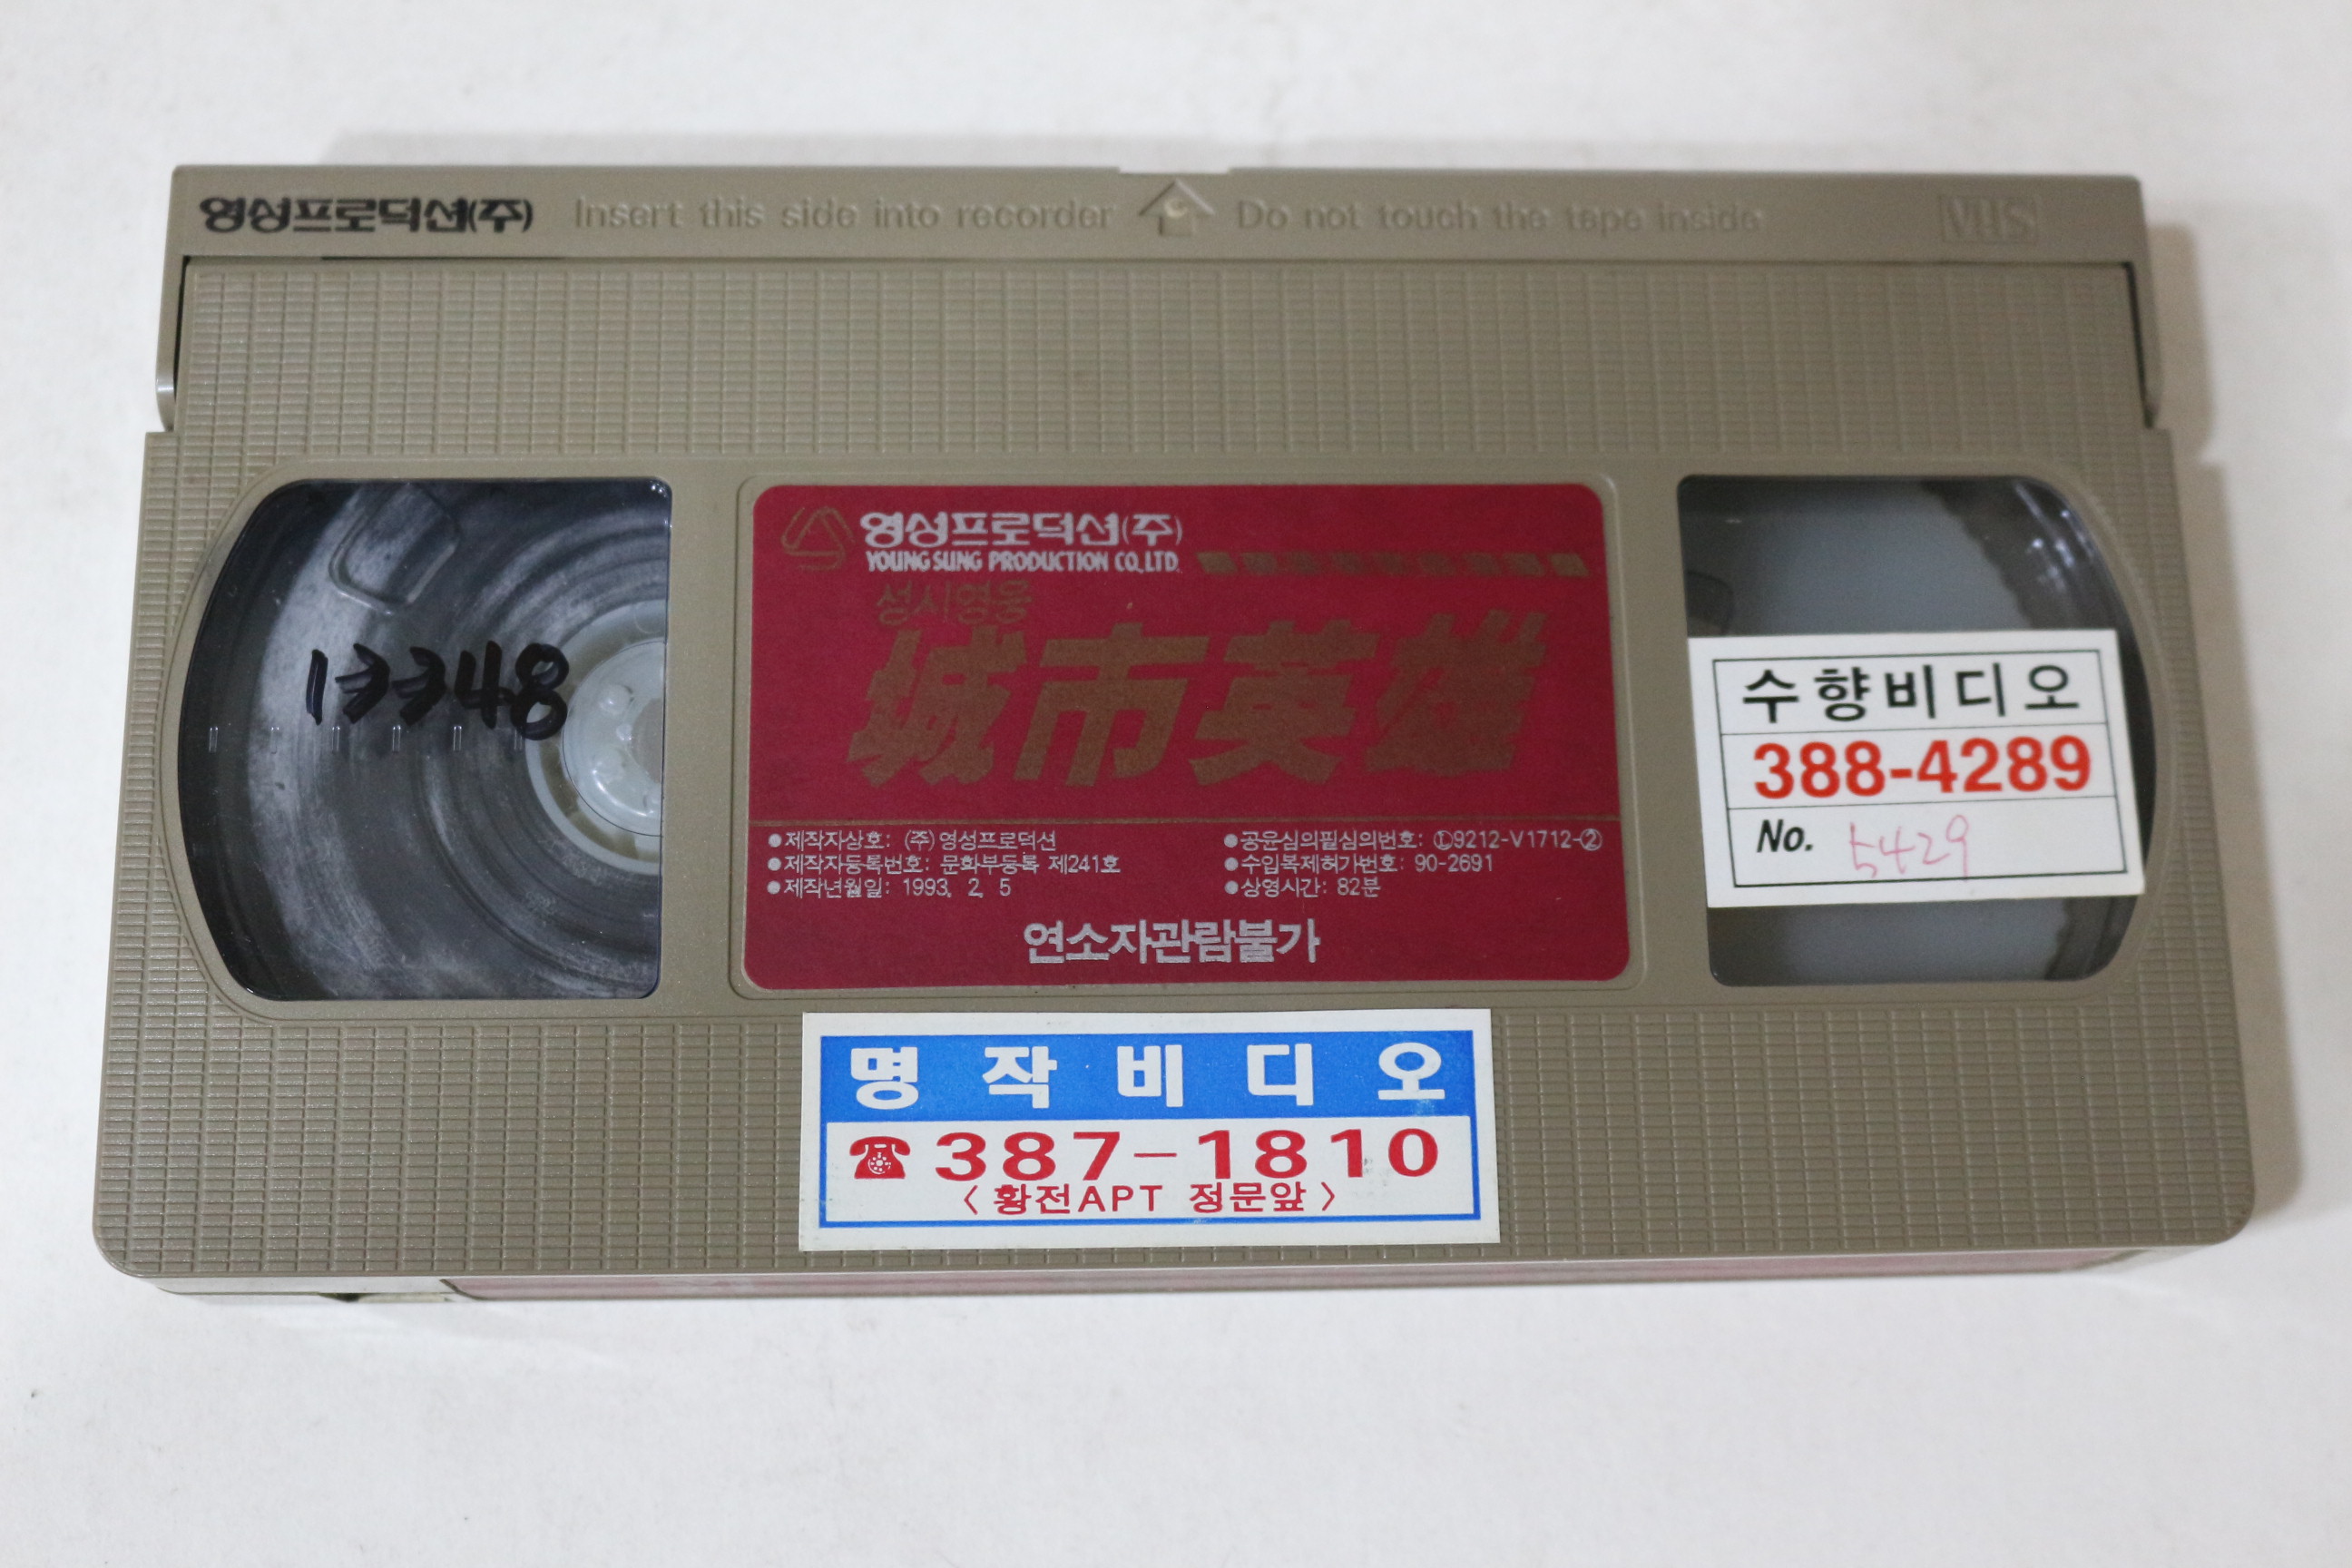 영성프로덕션(주) Insert this side into recorder Do not touch the tape inside VHS
영성프로덕션(주)
YOUNG SUNG PRODUCTION CO., LTD.
성시영웅
城市英雄
●제작자상호: (주)영성프로덕션
●제작자등록번호: 문화부등록 제241호
●제작년월일: 1993. 2. 5
●공윤심의필심의번호: Ⓛ9212-V1712-②
●수입복제허가번호: 90-2691
●상영시간: 82분
연소자관람불가
13348
수향비디오
388-4289
No. 5429
명작비디오
☎387-1810
〈황전APT 정문앞〉